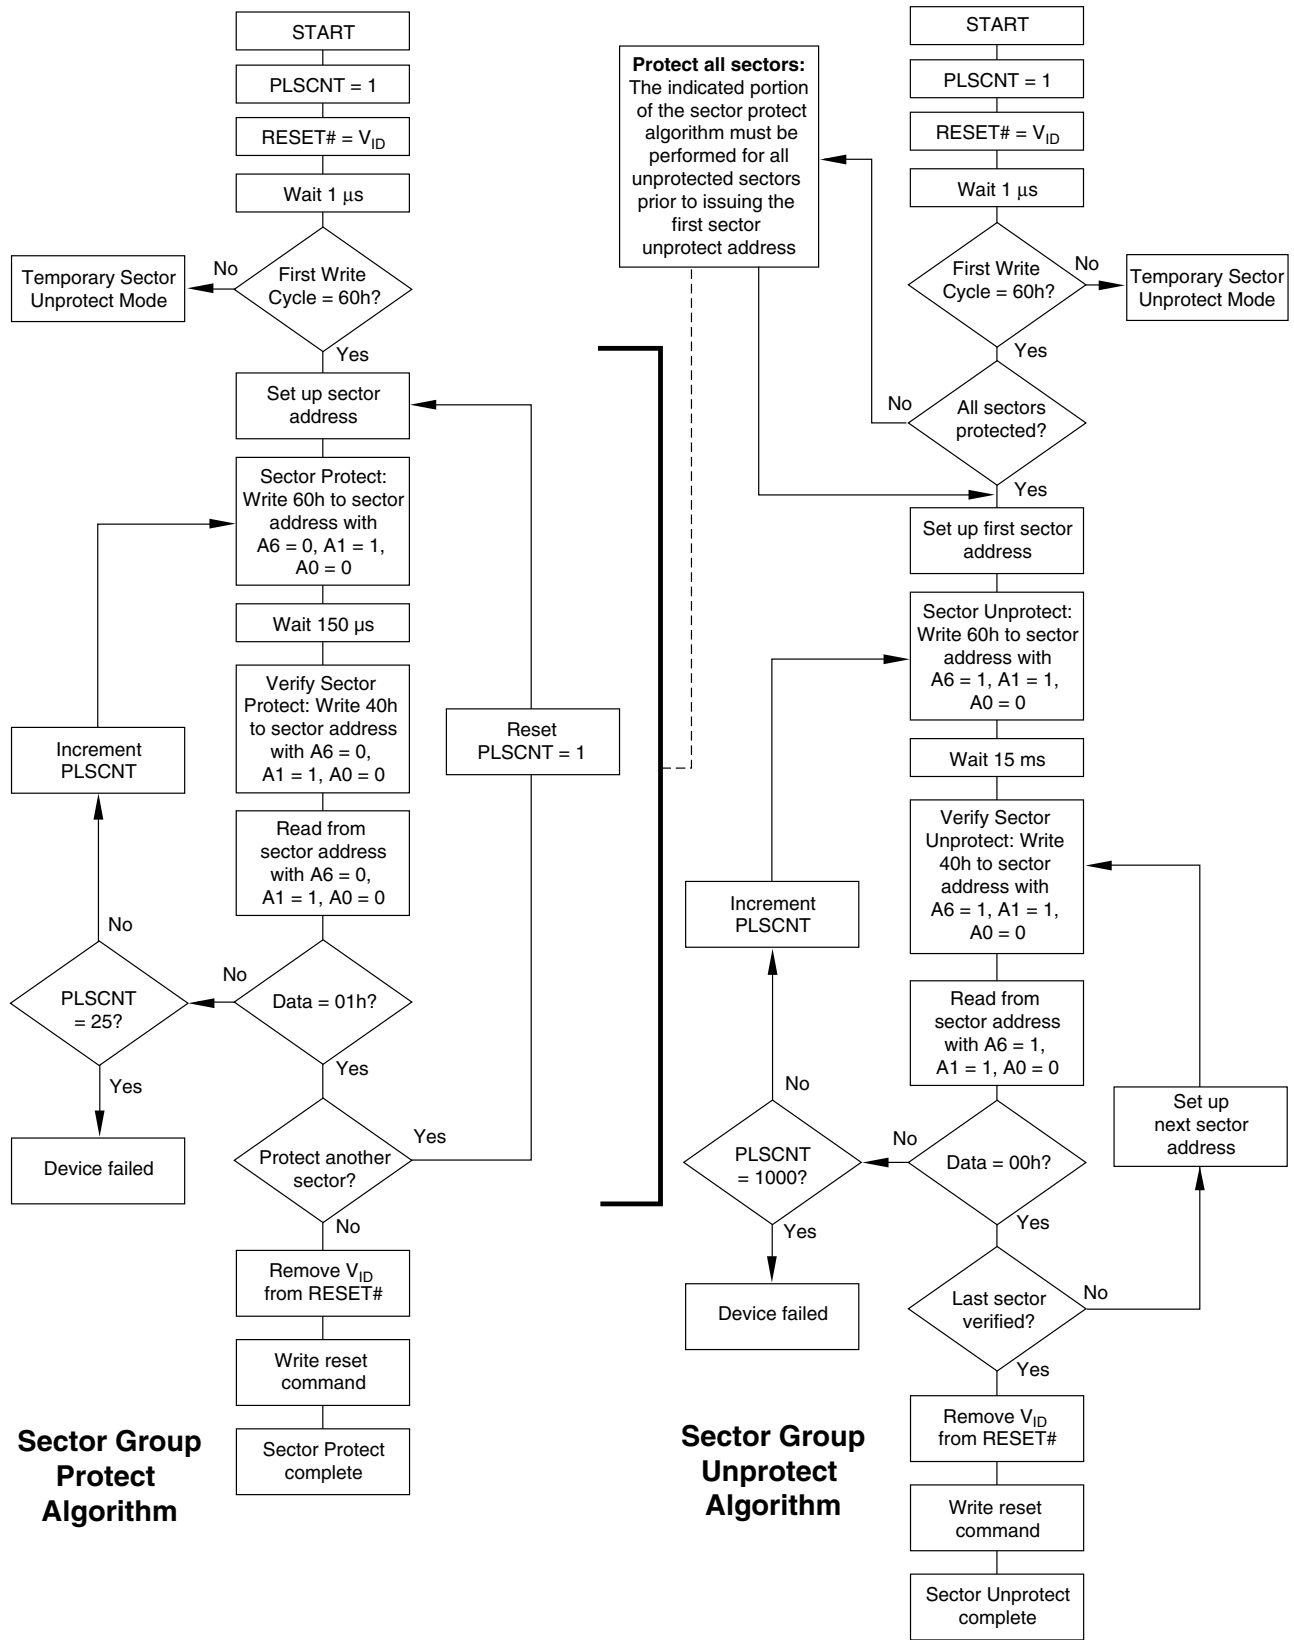 START
PLSCNT = 1
RESET# = VID
Wait 1 μs
First Write
Cycle = 60h?
No
Temporary Sector
Unprotect Mode
Yes
Set up sector
address
Sector Protect:
Write 60h to sector
address with
A6 = 0, A1 = 1,
A0 = 0
Wait 150 µs
Verify Sector
Protect: Write 40h
to sector address
with A6 = 0,
A1 = 1, A0 = 0
Reset
PLSCNT = 1
Increment
PLSCNT
Read from
sector address
with A6 = 0,
A1 = 1, A0 = 0
No
No
Data = 01h?
PLSCNT
= 25?
Yes
Yes
Device failed
Protect another
sector?
Yes
No
Remove VID
from RESET#
Write reset
command
Sector Protect
complete
Sector Group
Protect
Algorithm
Protect all sectors:
The indicated portion
of the sector protect
algorithm must be
performed for all
unprotected sectors
prior to issuing the
first sector
unprotect address
START
PLSCNT = 1
RESET# = VID
Wait 1 μs
First Write
Cycle = 60h?
No
Temporary Sector
Unprotect Mode
Yes
No
All sectors
protected?
Yes
Set up first sector
address
Sector Unprotect:
Write 60h to sector
address with
A6 = 1, A1 = 1,
A0 = 0
Wait 15 ms
Verify Sector
Unprotect: Write
40h to sector
address with
A6 = 1, A1 = 1,
A0 = 0
Increment
PLSCNT
Read from
sector address
with A6 = 1,
A1 = 1, A0 = 0
No
Set up
next sector
address
No
Data = 00h?
PLSCNT
= 1000?
Yes
Yes
Device failed
Last sector
verified?
No
Yes
Remove VID
from RESET#
Write reset
command
Sector Unprotect
complete
Sector Group
Unprotect
Algorithm